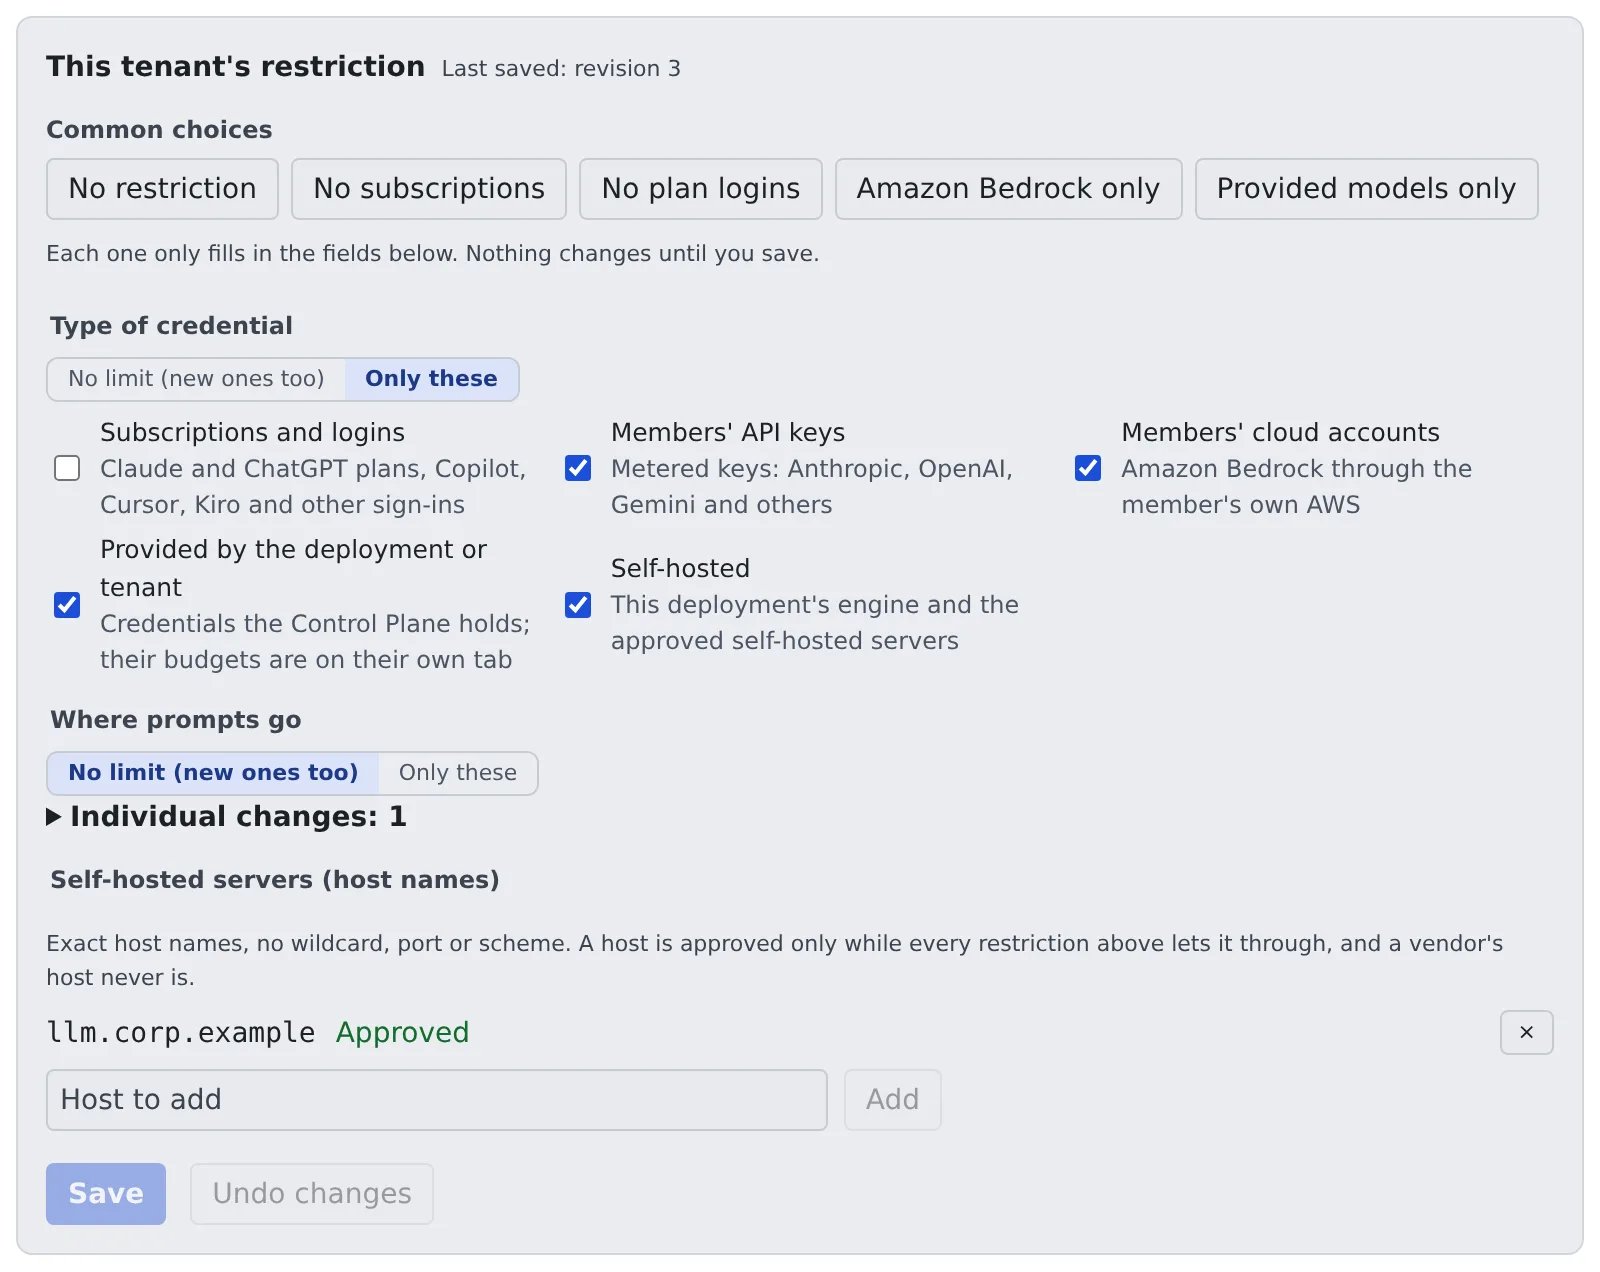 This tenant's restriction Last saved: revision 3
Common choices
No restriction No subscriptions No plan logins Amazon Bedrock only Provided models only
Each one only fills in the fields below. Nothing changes until you save.
Type of credential
No limit (new ones too) Only these
Subscriptions and logins
Claude and ChatGPT plans, Copilot,
Cursor, Kiro and other sign-ins
Members' API keys
Metered keys: Anthropic, OpenAI,
Gemini and others
Members' cloud accounts
Amazon Bedrock through the
member's own AWS
Provided by the deployment or
tenant
Credentials the Control Plane holds;
their budgets are on their own tab
Self-hosted
This deployment's engine and the
approved self-hosted servers
Where prompts go
No limit (new ones too) Only these
Individual changes: 1
Self-hosted servers (host names)
Exact host names, no wildcard, port or scheme. A host is approved only while every restriction above lets it through, and a vendor's
host never is.
llm.corp.example Approved ×
Host to add Add
Save Undo changes